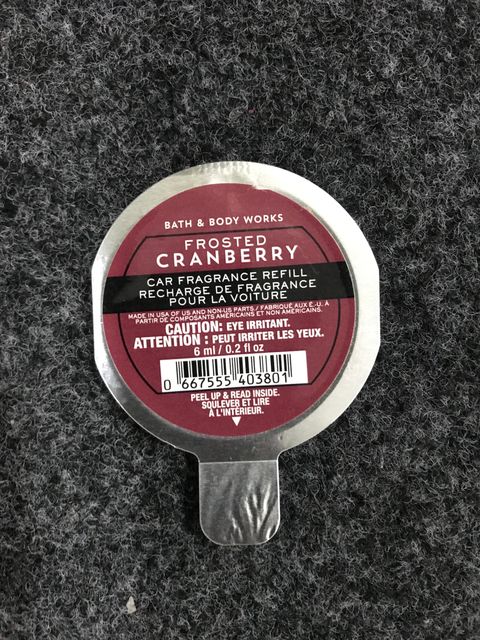 BATH & BODY WORKS
FROSTED
CRANBERRY
CAR FRAGRANCE REFILL
RECHARGE DE FRAGRANCE
POUR LA VOITURE
MADE IN USA OF US AND NON-US PARTS / FABRIQUÉ AUX É.-U. À
PARTIR DE COMPOSANTS AMÉRICAINS ET NON AMÉRICAINS.
CAUTION: EYE IRRITANT.
ATTENTION : PEUT IRRITER LES YEUX.
6 ml / 0.2 fl oz
0 667555 403801
PEEL UP & READ INSIDE.
SOULEVER ET LIRE
À L'INTÉRIEUR.